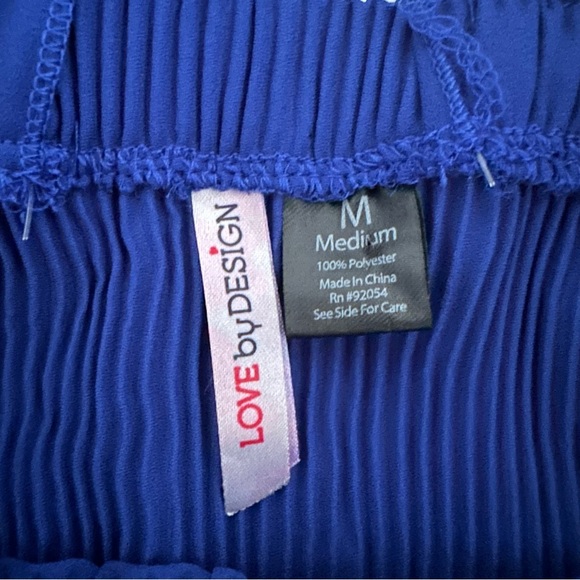 LOVE by DESIGN
M
Medium
100% Polyester
Made In China
Rn #92054
See Side For Care